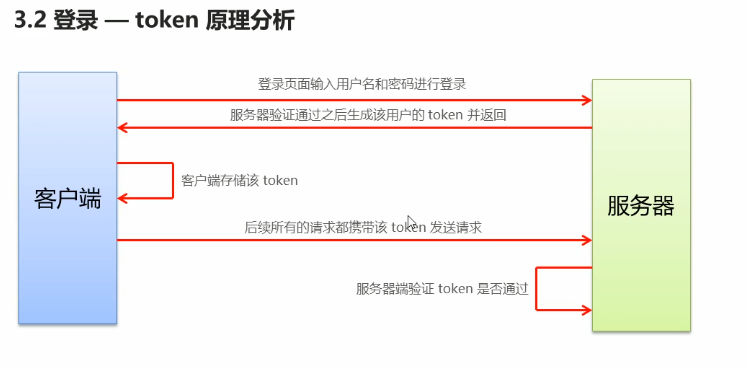 3.2 登录 — token 原理分析
登录页面输入用户名和密码进行登录
服务器验证通过之后生成该用户的 token 并返回
客户端存储该 token
客户端
服务器
后续所有的请求都携带该 token 发送请求
服务器端验证 token 是否通过